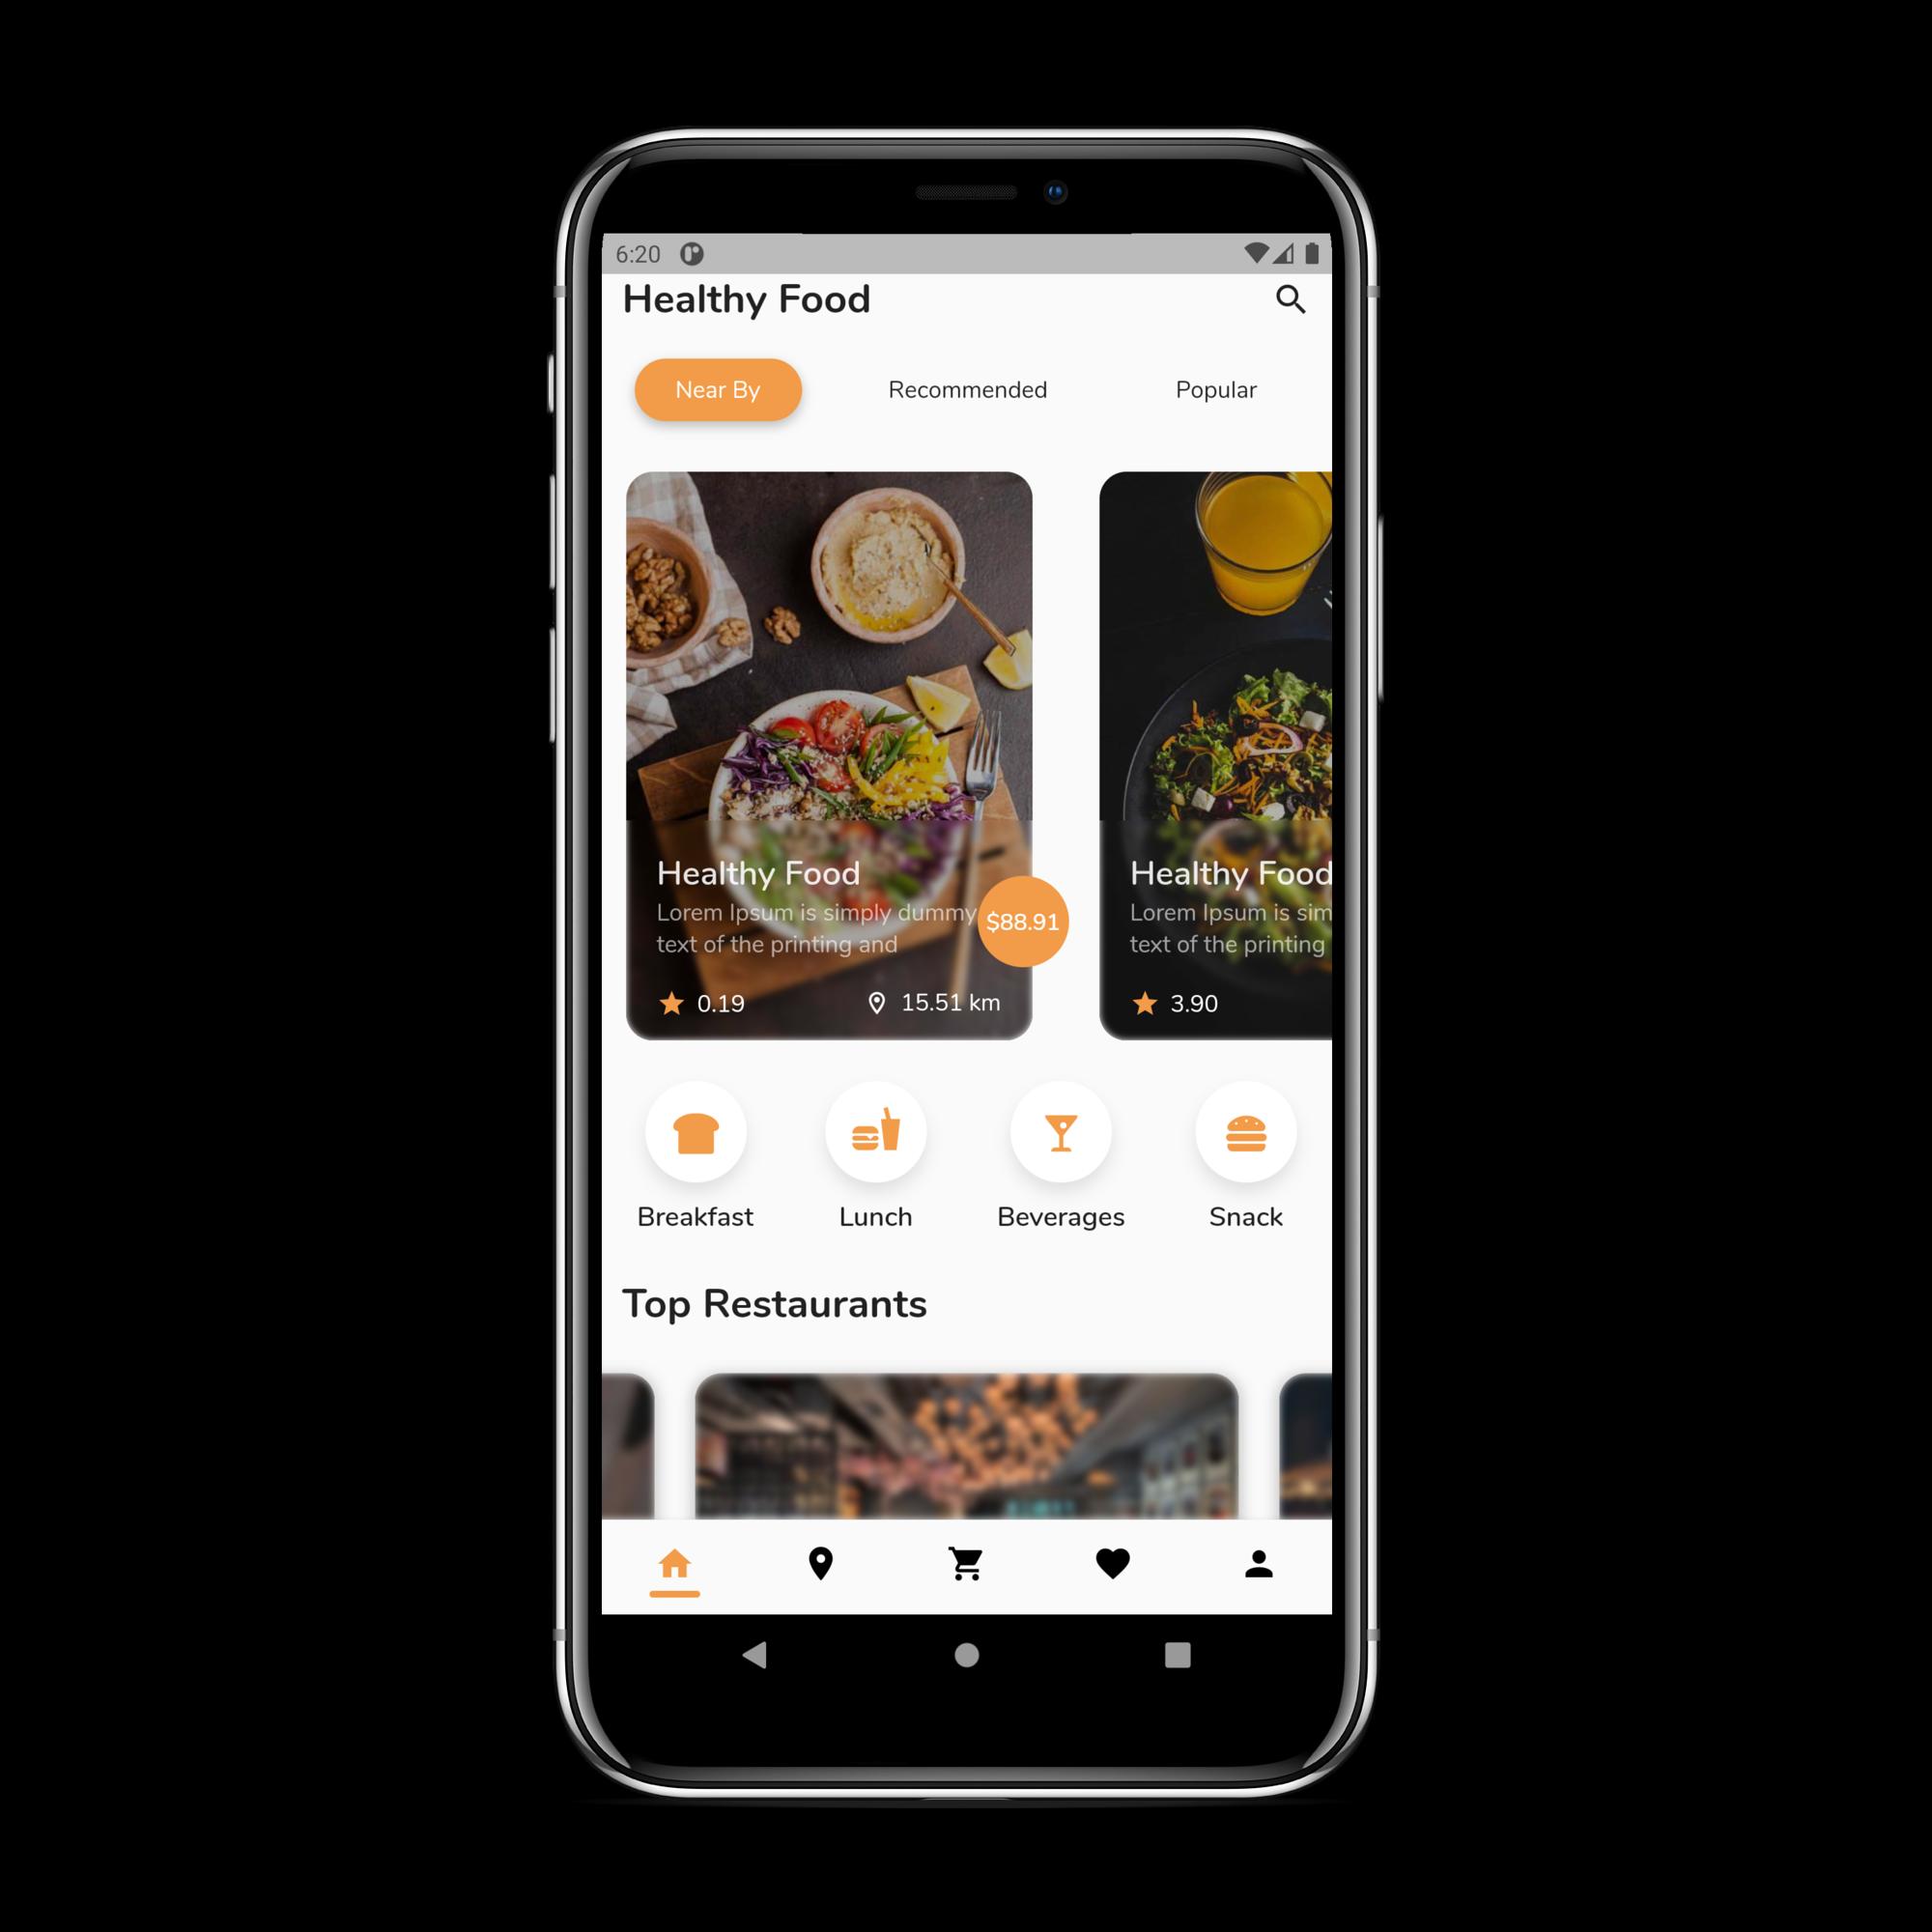 6:20
Healthy Food
Near By
Recommended
Popular
Healthy Food
Lorem Ipsum is simply dummy
text of the printing and
$88.91
0.19
15.51 km
Healthy Food
Lorem Ipsum is sim
text of the printing
3.90
Breakfast
Lunch
Beverages
Snack
Top Restaurants